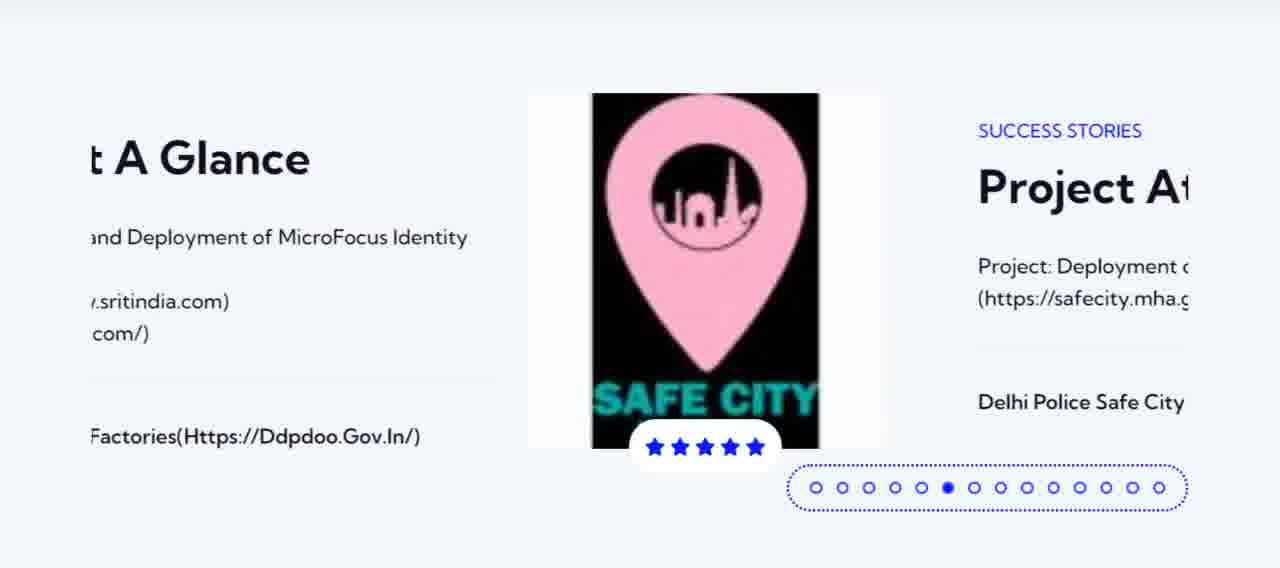 t A Glance
and Deployment of MicroFocus Identity
.sritindia.com)
com/)
Factories(Https://Ddpdoo.Gov.In/)
SAFE CITY
SUCCESS STORIES
Project At
Project: Deployment
(https://safecity.mha.g
Delhi Police Safe City